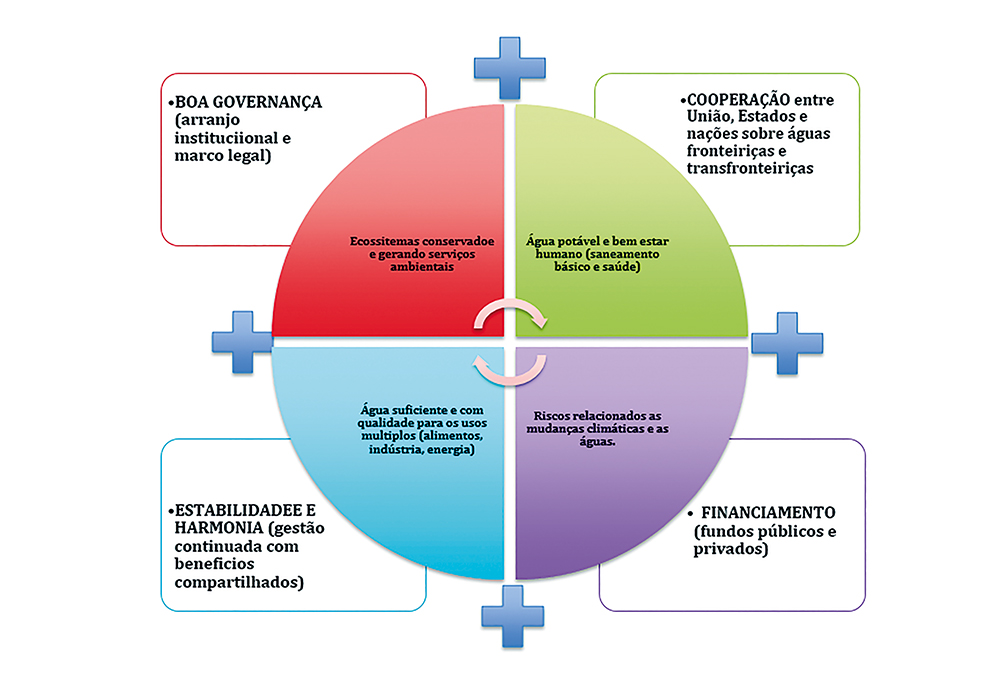 •BOA GOVERNANÇA
(arranjo
instituciional e
marco legal)
•COOPERAÇÃO entre
União, Estados e
nações sobre águas
fronteiriças e
transfronteiriças
Ecossitemas conservadoe
e gerando serviços
ambientais
Água potável e bem estar
humano (saneamento
básico e saúde)
Água suficiente e com
qualidade para os usos
multiplos (alimentos,
indústria, energia)
Riscos relacionados as
mudanças climáticas e as
águas.
•ESTABILIDADEE E
HARMONIA (gestão
continuada com
beneficios
compartilhados)
• FINANCIAMENTO
(fundos públicos e
privados)